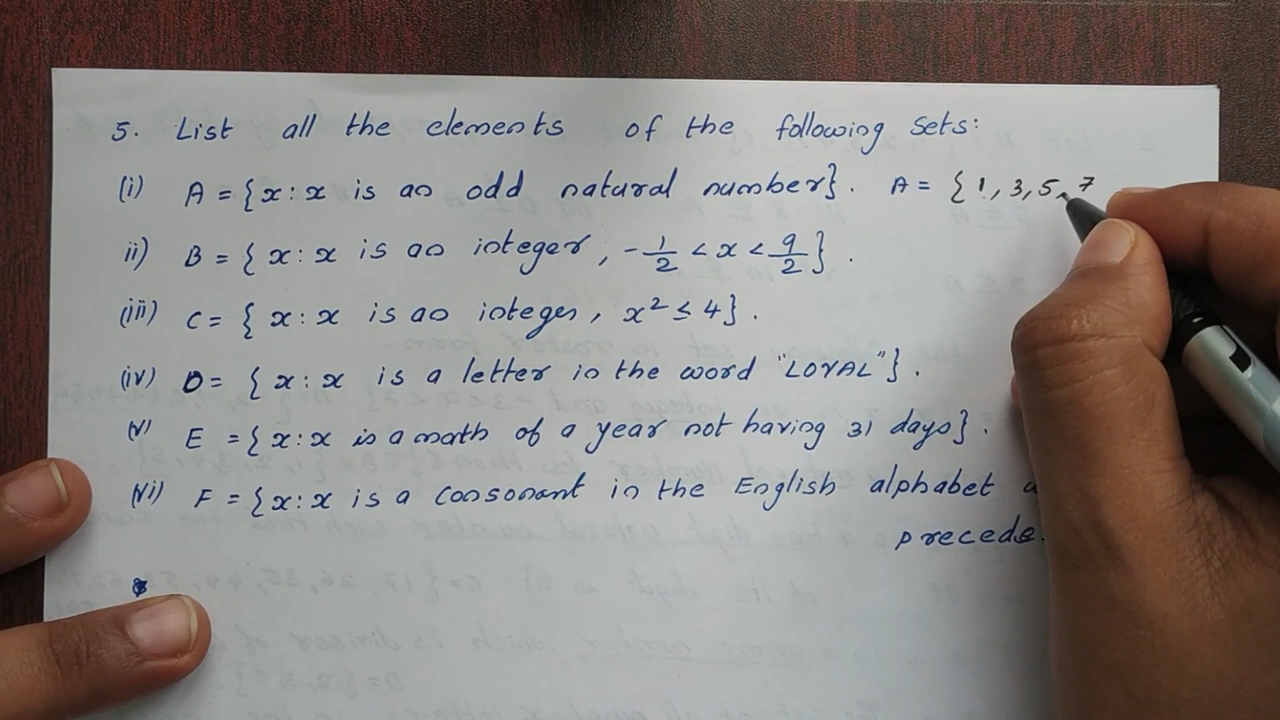 5. List all the elements of the following sets:
(i) A = {x : x is an odd natural number}. A = {1, 3, 5, 7
ii) B = {x : x is an integer, -1/2 < x < 9/2}.
(iii) C = {x : x is an integer, x² ≤ 4}.
(iv) D = {x : x is a letter in the word "LOYAL"}.
(v) E = {x : x is a month of a year not having 31 days}.
(vi) F = {x : x is a consonant in the English alphabet
precede